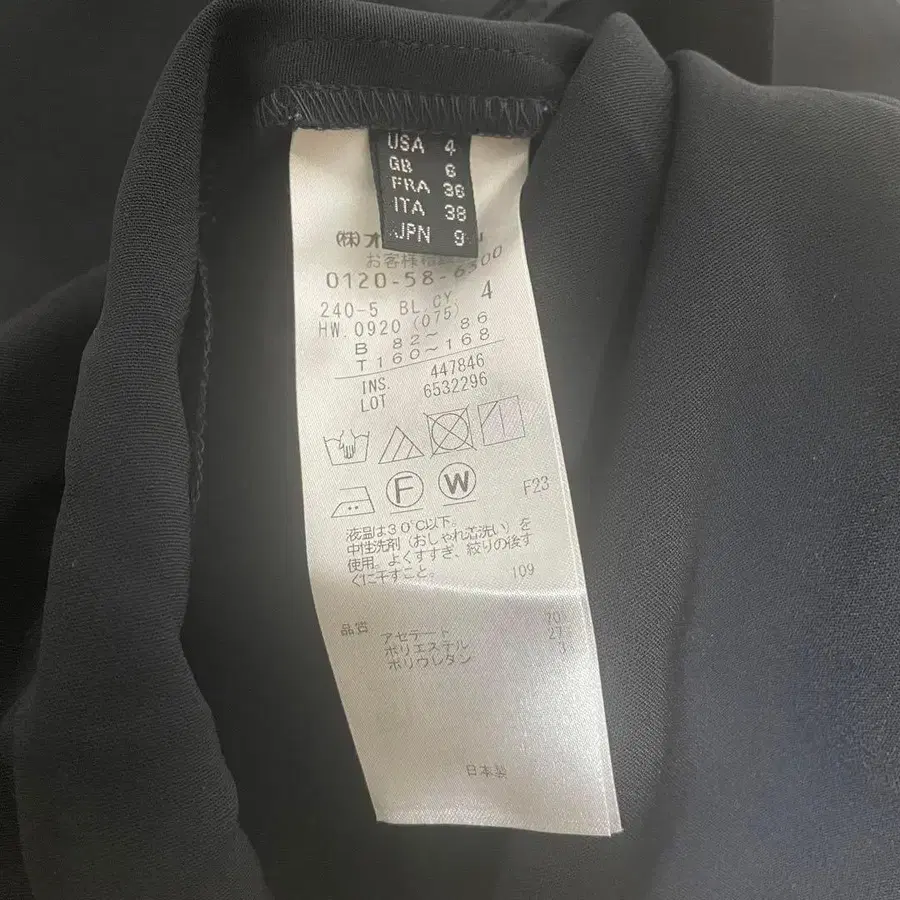 USA 4
GB 6
FRA 36
ITA 38
JPN 9
(株)オ
お客様相
0120-58-6300
240-5 BL CY 4
HW.0920 (075)
B 82～86
T160～168
INS. 447846
LOT 6532296
F W
F23
液温は30℃以下。
中性洗剤(おしゃれ着洗い)を
使用。よくすすぎ、絞りの後す
ぐに干すこと。
109
品質 アセテート 70
ポリエステル 27
ポリウレタン 3
日本製